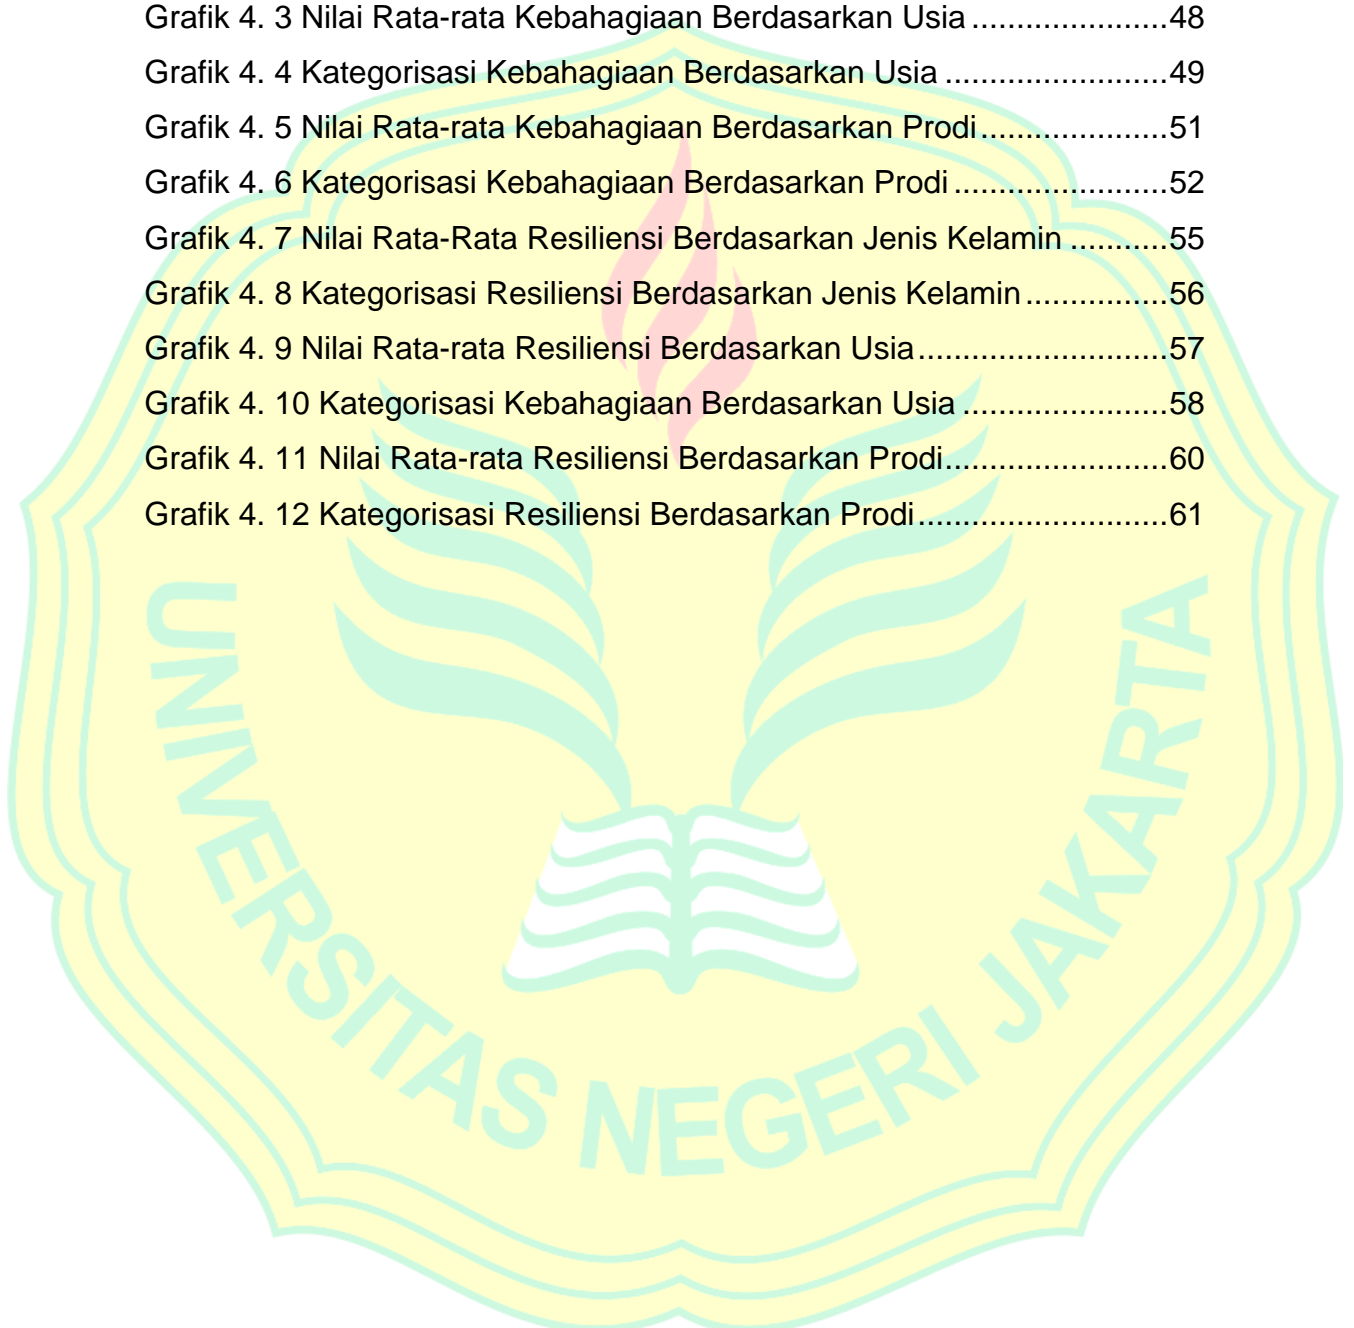 Grafik 4. 3 Nilai Rata-rata Kebahagiaan Berdasarkan Usia ......................48
Grafik 4. 4 Kategorisasi Kebahagiaan Berdasarkan Usia .........................49
Grafik 4. 5 Nilai Rata-rata Kebahagiaan Berdasarkan Prodi.....................51
Grafik 4. 6 Kategorisasi Kebahagiaan Berdasarkan Prodi ........................52
Grafik 4. 7 Nilai Rata-Rata Resiliensi Berdasarkan Jenis Kelamin ...........55
Grafik 4. 8 Kategorisasi Resiliensi Berdasarkan Jenis Kelamin................56
Grafik 4. 9 Nilai Rata-rata Resiliensi Berdasarkan Usia............................57
Grafik 4. 10 Kategorisasi Kebahagiaan Berdasarkan Usia .......................58
Grafik 4. 11 Nilai Rata-rata Resiliensi Berdasarkan Prodi.........................60
Grafik 4. 12 Kategorisasi Resiliensi Berdasarkan Prodi............................61
UNIVERSITAS NEGERI JAKARTA